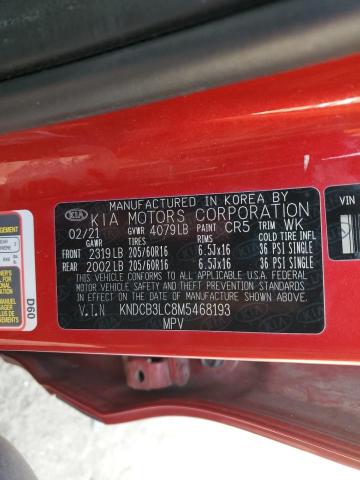 MANUFACTURED IN KOREA BY
KIA KIA MOTORS CORPORATION
02/21 GVWR 4079LB PAINT CR5 TRIM WK
GAWR TIRES RIMS COLD TIRE INFL
FRONT 2319LB 205/60R16 6.5Jx16 36 PSI SINGLE
REAR 2002LB 205/60R16 6.5Jx16 36 PSI SINGLE
THIS VEHICLE CONFORMS TO ALL APPLICABLE U.S.A FEDERAL
MOTOR VEHICLE SAFETY AND THEFT PREVENTION
STANDARDS IN EFFECT ON THE DATE OF MANUFACTURE
SHOWN ABOVE.
V.I.N KNDCB3LC8M5468193
MPV
D60
VIN